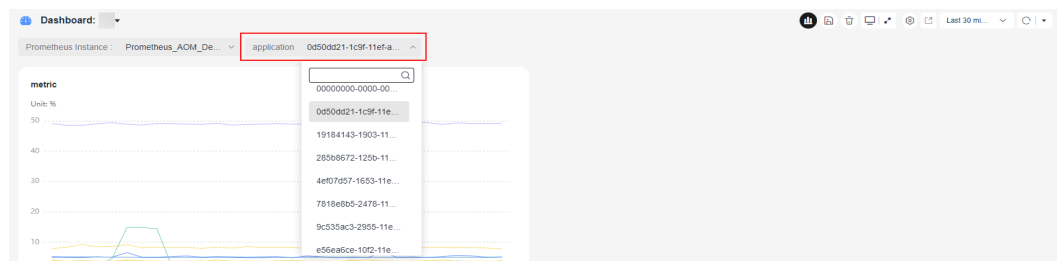 Dashboard:
Last 30 mi...
Prometheus Instance : Prometheus_AOM_De... application 0d50dd21-1c9f-11ef-a...
metric
Unit: %
50
40
30
20
10
00000000-0000-00...
0d50dd21-1c9f-11e...
19184143-1903-11...
285b8672-125b-11...
4ef07d57-1653-11e...
7818e8b5-2478-11...
9c535ac3-2955-11e...
e56ea6ce-10f2-11e...